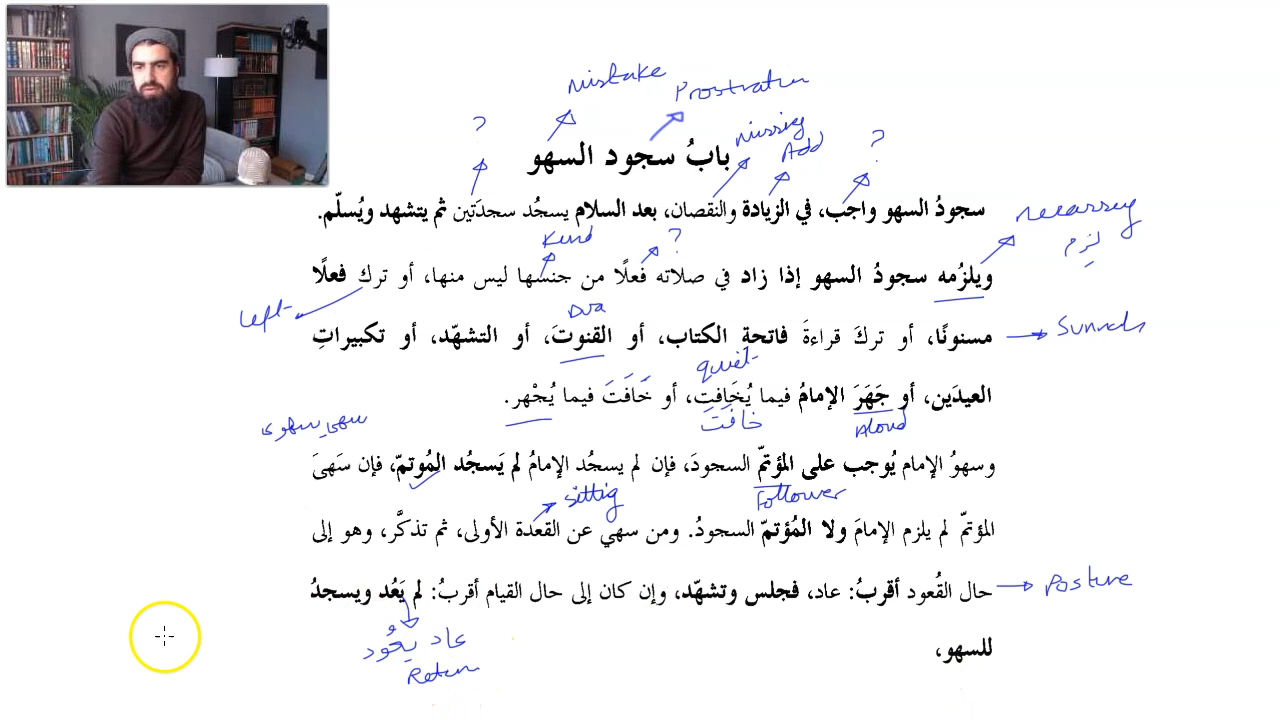 mistake
Prostration
?
missing
Add
?
بابُ سجود السهو
سجودُ السهو واجب، في الزيادة والنقصان، بعد السلام يسجُد سجدَتين ثم يتشهد ويُسلّم.
necessary
لَزِم
Kind
?
ويلزُمه سجودُ السهو إذا زاد في صلاته فعلًا من جنسها ليس منها، أو ترك فعلًا
Left
Dua
مسنونًا، أو تركَ قراءةَ فاتحة الكتاب، أو القنوتَ، أو التشهّد، أو تكبيراتِ
Sunnah
quiet
العيدَين، أو جَهَرَ الإمامُ فيما يُخَافِت، أو خَافَتَ فيما يُجْهر.
خافَتَ
Aloud
سهى يسهو
وسهوُ الإمام يُوجب على المؤتمّ السجودَ، فإن لم يسجُد الإمامُ لم يَسجُد المُوتمّ، فإن سَهىَ
sitting
Follower
المؤتمّ لم يلزم الإمامَ ولا المُؤتمّ السجودُ. ومن سهي عن القعدة الأولى، ثم تذكَّر، وهو إلى
حال القُعود أقربُ: عاد، فجلس وتشهّد، وإن كان إلى حال القيام أقربُ: لم يَعُد ويسجدُ
Posture
عاد يعُود
Return
للسهو،